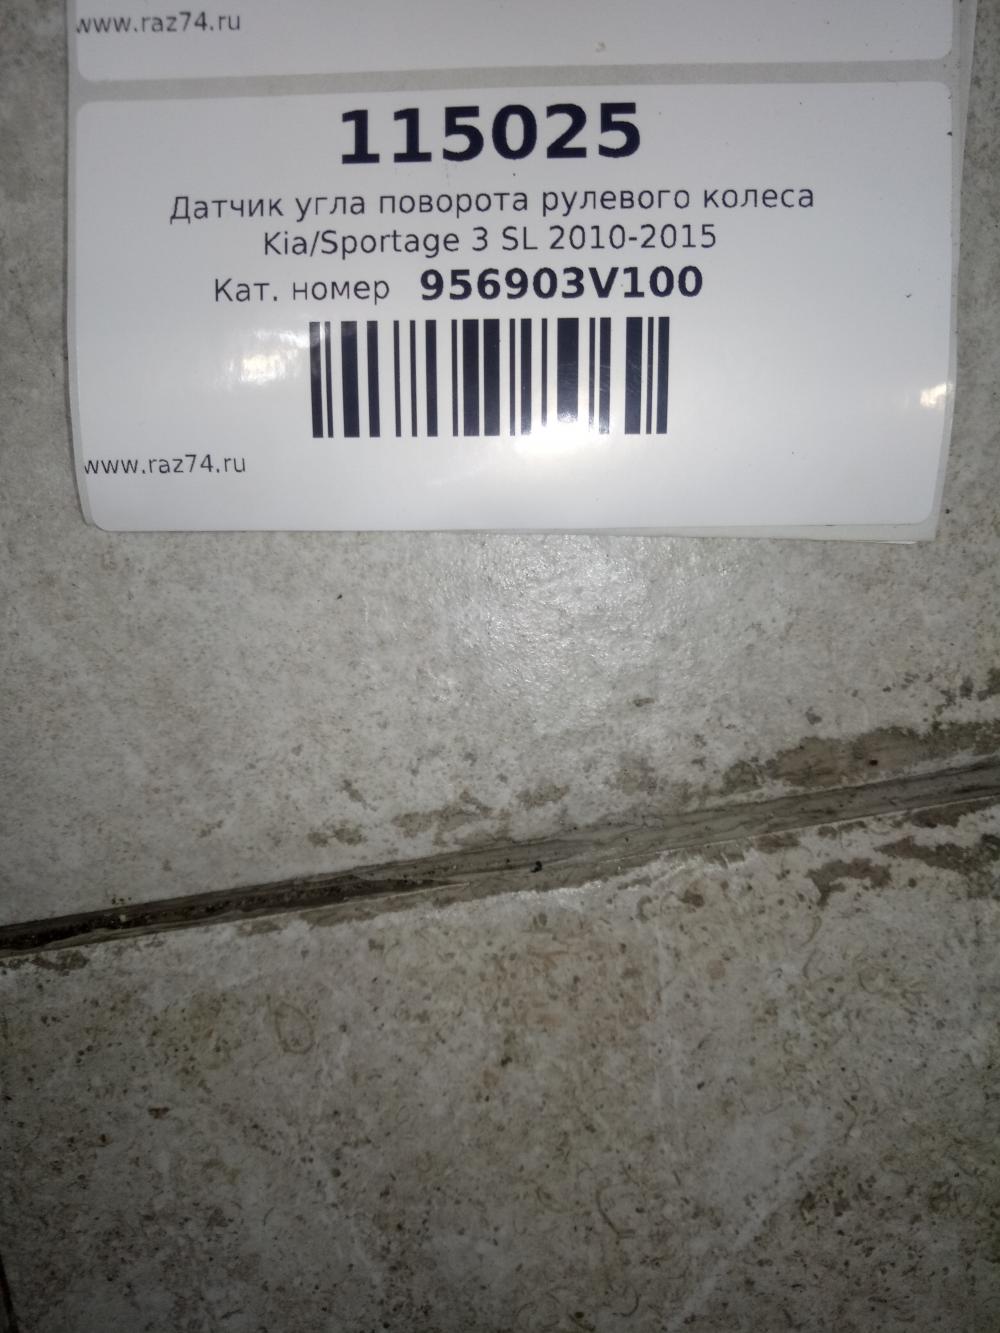 www.raz74.ru
115025
Датчик угла поворота рулевого колеса
Kia/Sportage 3 SL 2010-2015
Кат. номер 956903V100
www.raz74.ru